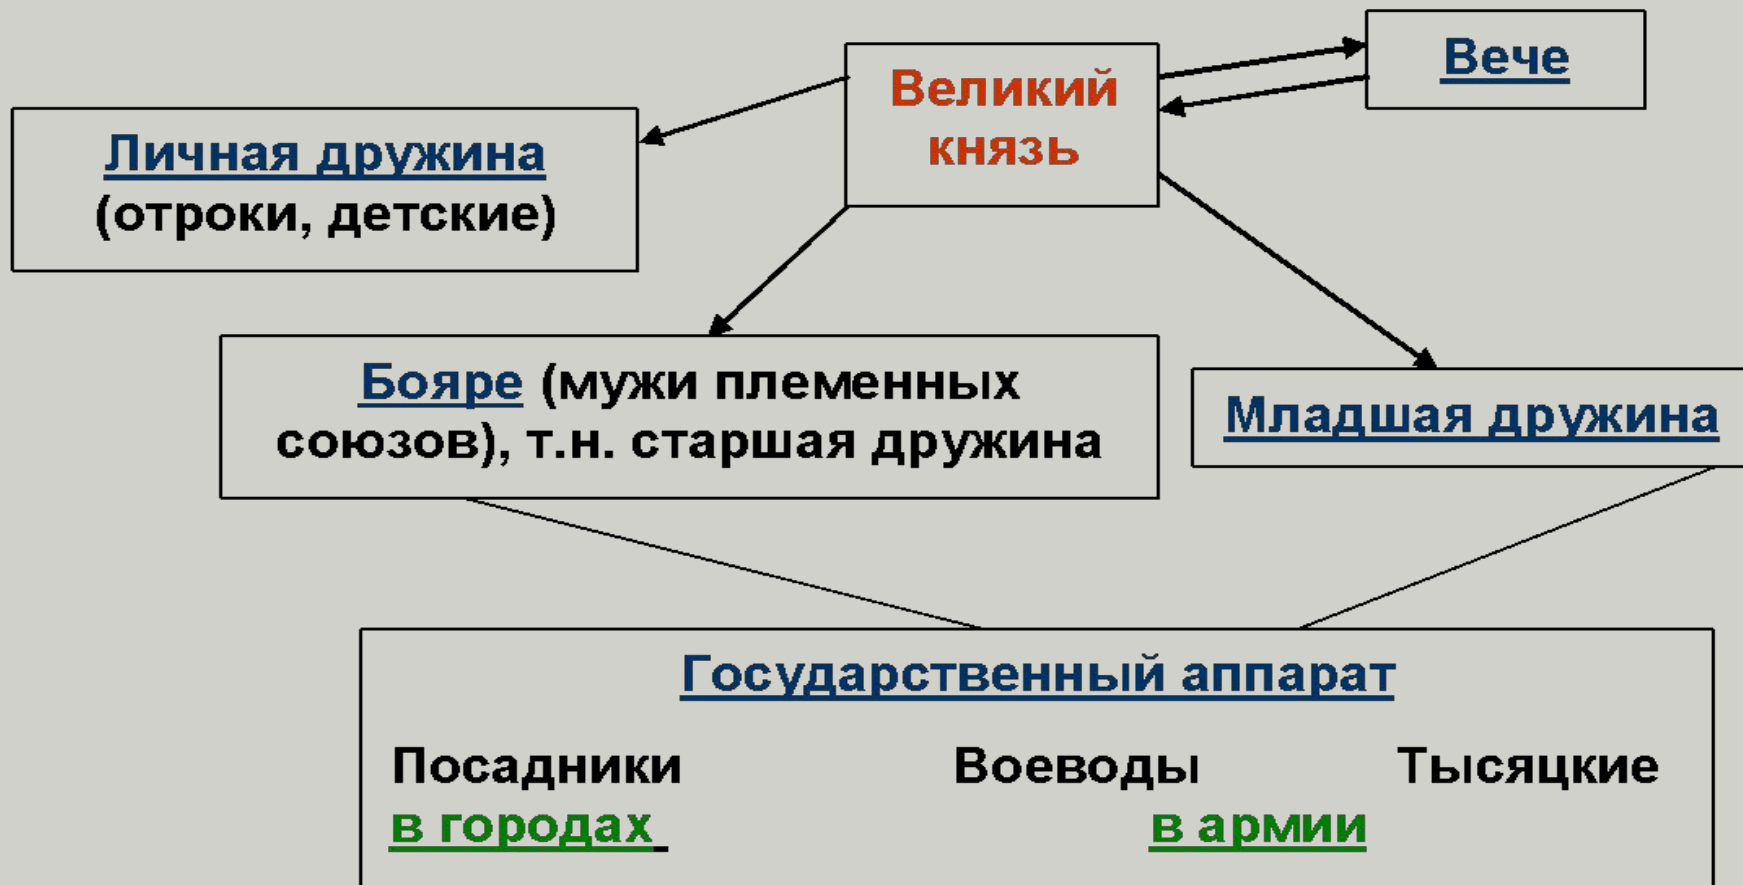 Вече
Великий
князь
Личная дружина
(отроки, детские)
Бояре (мужи племенных
союзов), т.н. старшая дружина
Младшая дружина
Государственный аппарат
Посадники Воеводы Тысяцкие
в городах в армии